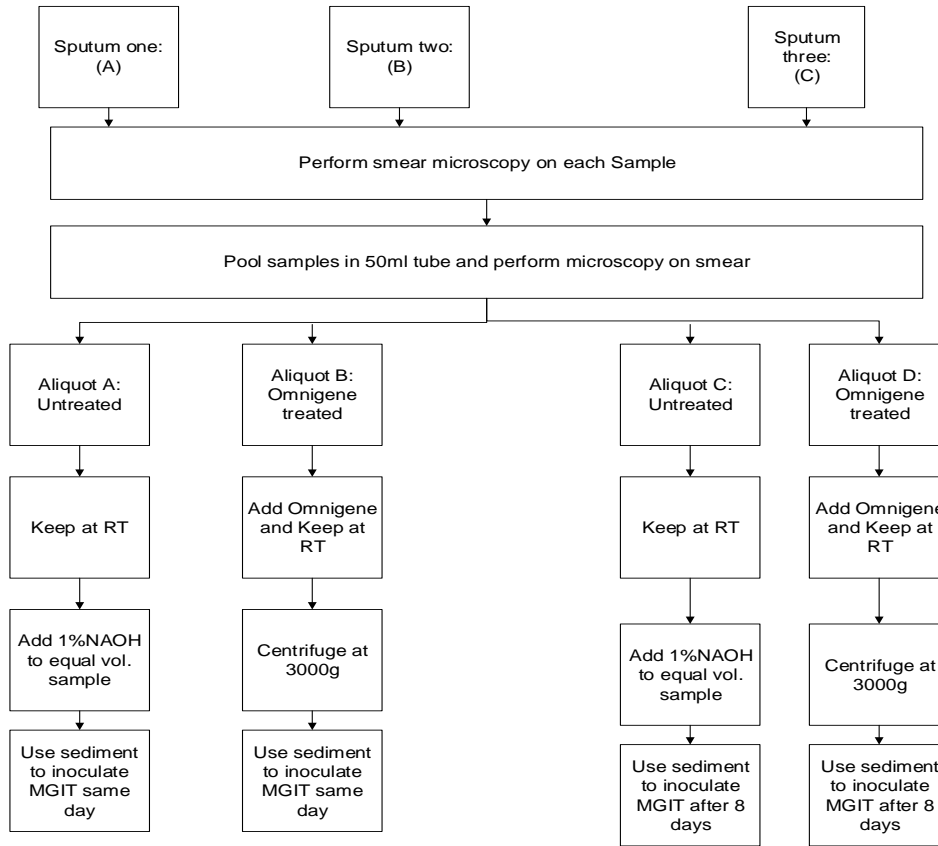 Sputum one:
(A)
Sputum two:
(B)
Sputum
three:
(C)
Perform smear microscopy on each Sample
Pool samples in 50ml tube and perform microscopy on smear
Aliquot A:
Untreated
Aliquot B:
Omnigene
treated
Aliquot C:
Untreated
Aliquot D:
Omnigene
treated
Keep at RT
Add Omnigene
and Keep at
RT
Keep at RT
Add Omnigene
and Keep at
RT
Add 1%NAOH
to equal vol.
sample
Centrifuge at
3000g
Add 1%NAOH
to equal vol.
sample
Centrifuge at
3000g
Use sediment
to inoculate
MGIT same
day
Use sediment
to inoculate
MGIT same
day
Use sediment
to inoculate
MGIT after 8
days
Use sediment
to inoculate
MGIT after 8
days